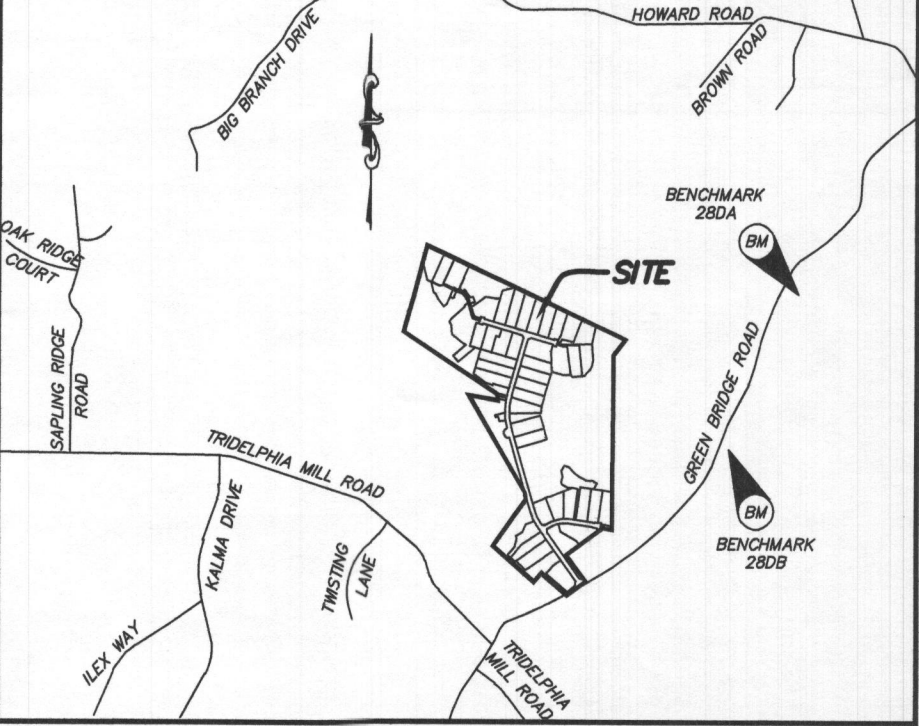 HOWARD ROAD
BIG BRANCH DRIVE
BROWN ROAD
BENCHMARK
28DA
BM
OAK RIDGE
COURT
SITE
SAPLING RIDGE
ROAD
GREEN BRIDGE ROAD
TRIDELPHIA MILL ROAD
KALMA DRIVE
BM
BENCHMARK
28DB
TWISTING
LANE
ILEX WAY
TRIDELPHIA
MILL ROAD